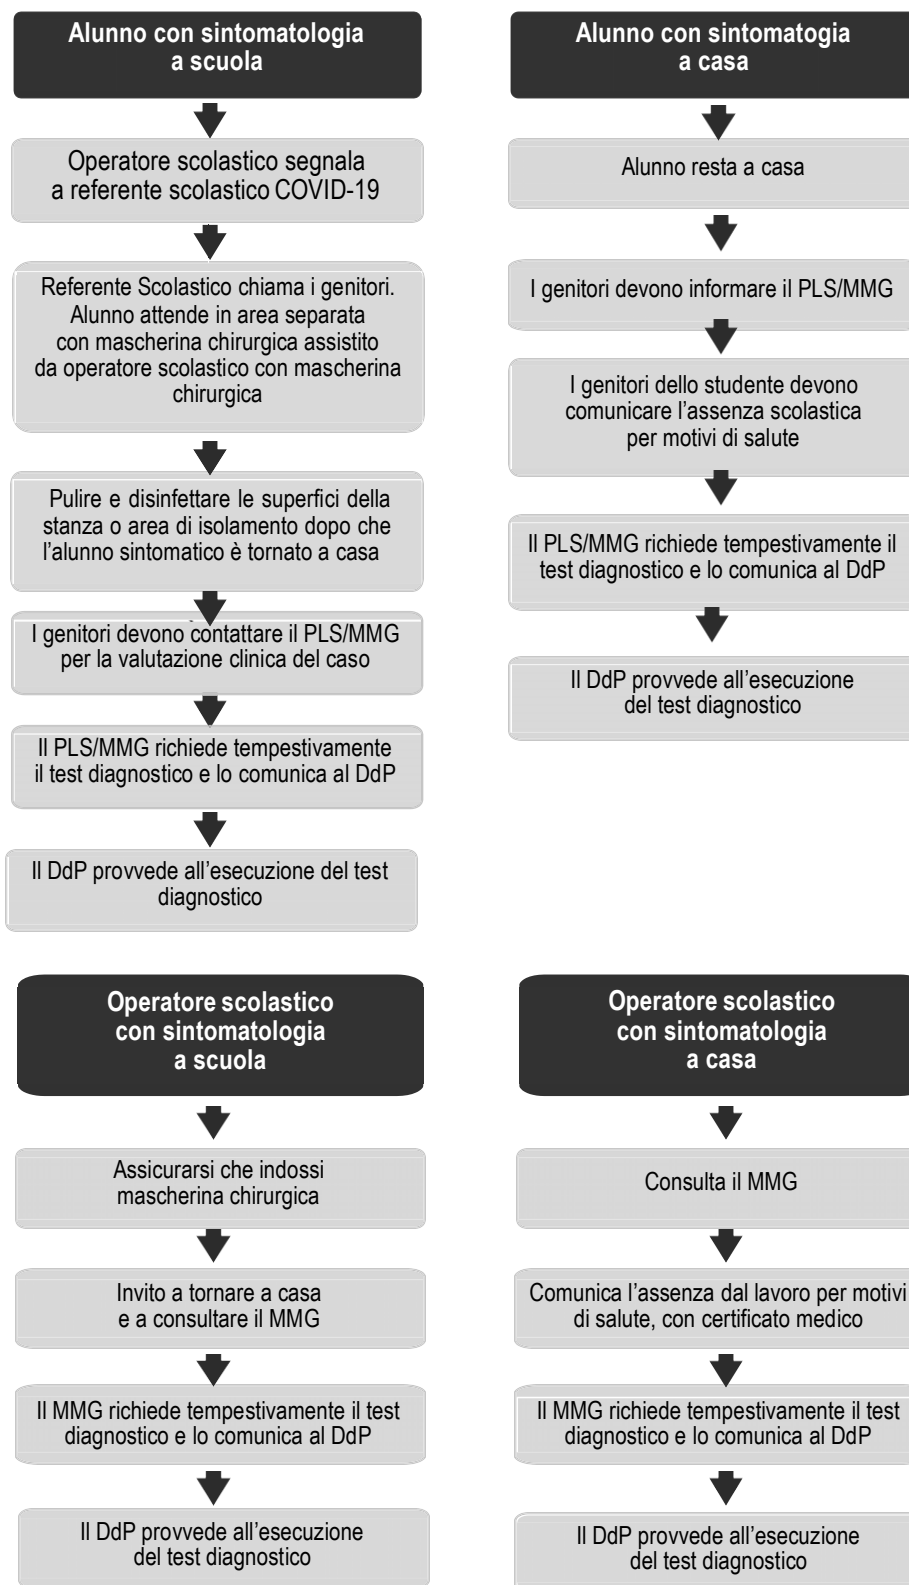 Alunno con sintomatologia
a scuola
Operatore scolastico segnala
a referente scolastico COVID-19
Referente Scolastico chiama i genitori.
Alunno attende in area separata
con mascherina chirurgica assistito
da operatore scolastico con mascherina
chirurgica
Pulire e disinfettare le superfici della
stanza o area di isolamento dopo che
l’alunno sintomatico è tornato a casa
I genitori devono contattare il PLS/MMG
per la valutazione clinica del caso
Il PLS/MMG richiede tempestivamente
il test diagnostico e lo comunica al DdP
Il DdP provvede all’esecuzione del test
diagnostico
Alunno con sintomatogia
a casa
Alunno resta a casa
I genitori devono informare il PLS/MMG
I genitori dello studente devono
comunicare l’assenza scolastica
per motivi di salute
Il PLS/MMG richiede tempestivamente il
test diagnostico e lo comunica al DdP
Il DdP provvede all’esecuzione
del test diagnostico
Operatore scolastico
con sintomatologia
a scuola
Assicurarsi che indossi
mascherina chirurgica
Invito a tornare a casa
e a consultare il MMG
Il MMG richiede tempestivamente il test
diagnostico e lo comunica al DdP
Il DdP provvede all’esecuzione
del test diagnostico
Operatore scolastico
con sintomatologia
a casa
Consulta il MMG
Comunica l’assenza dal lavoro per motivi
di salute, con certificato medico
Il MMG richiede tempestivamente il test
diagnostico e lo comunica al DdP
Il DdP provvede all’esecuzione
del test diagnostico